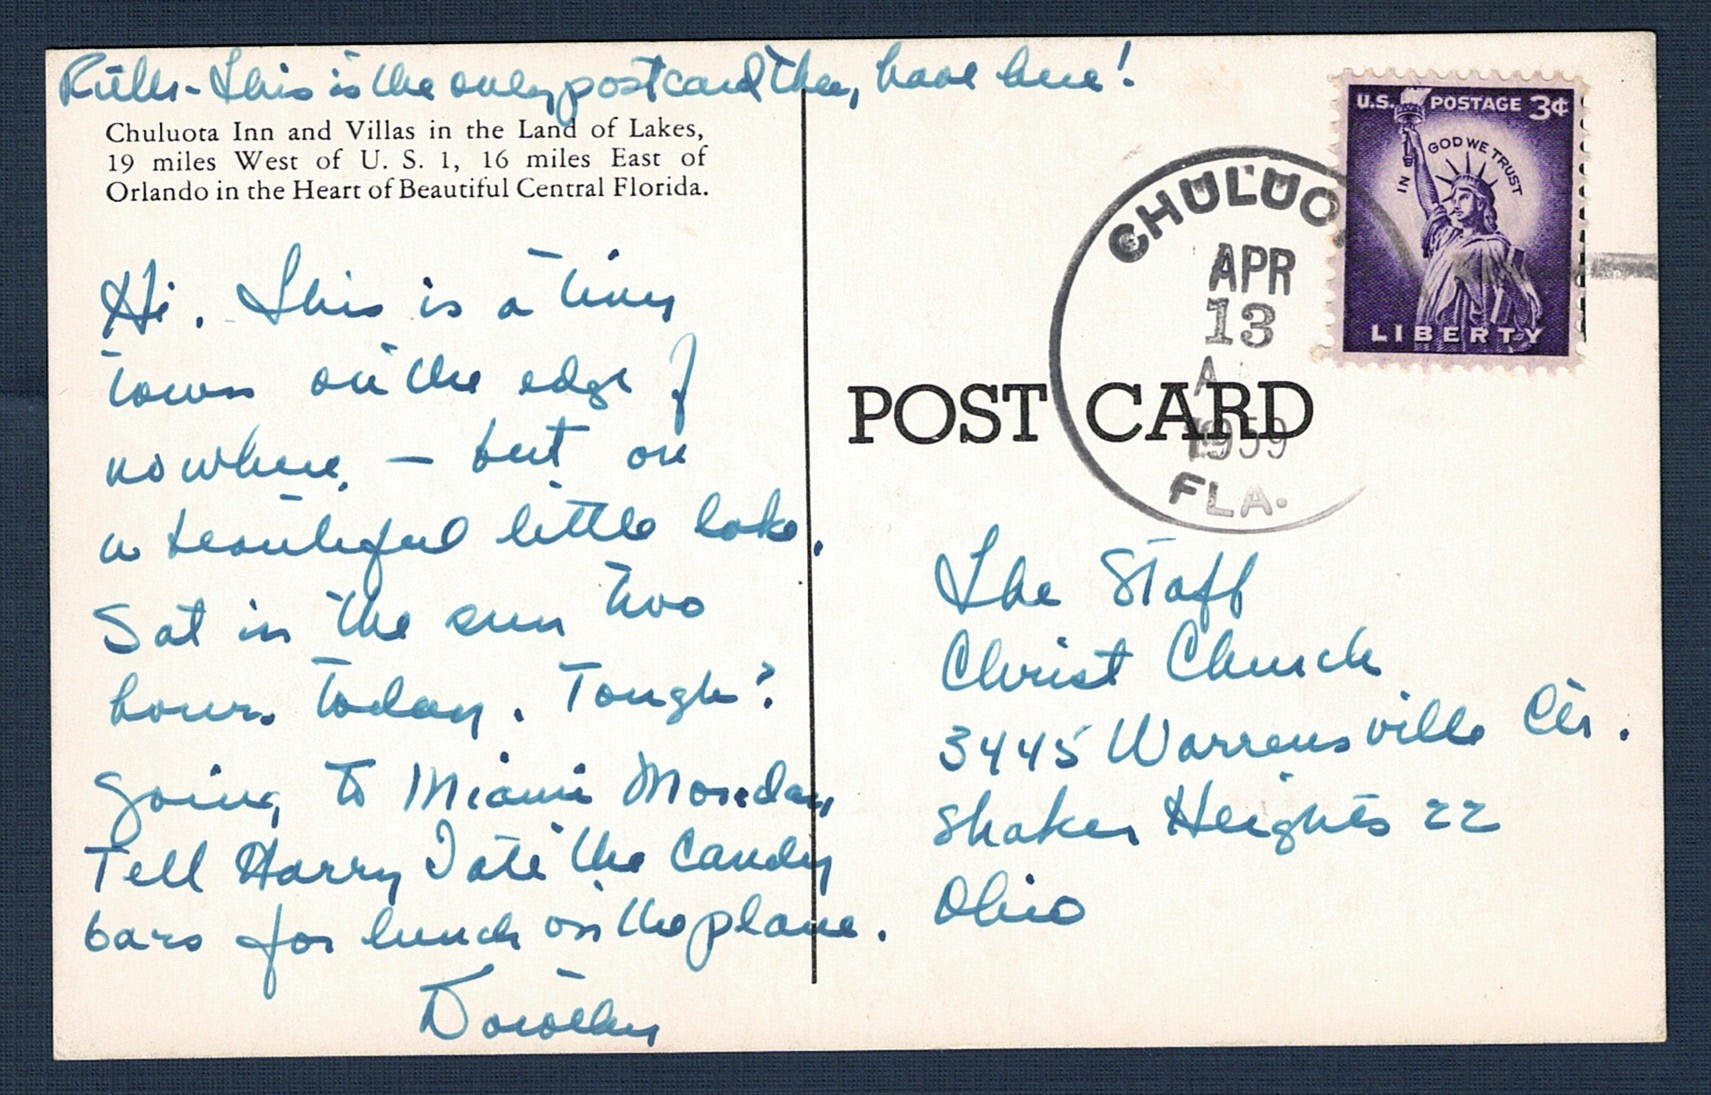 Ruth - This is the only postcard they have here!
Chuluota Inn and Villas in the Land of Lakes,
19 miles West of U. S. 1, 16 miles East of
Orlando in the Heart of Beautiful Central Florida.
Hi. This is a tiny
town on the edge of
nowhere, - but on
a beautiful little lake.
Sat in the sun two
hours today. Tough?
Going to Miami Monday
Tell Harry I ate the candy
bars for lunch on the plane.
Dorothy
U.S. POSTAGE 3¢
IN GOD WE TRUST
LIBERTY
CHULUO
APR
13
A
1959
FLA.
POST CARD
The Staff
Christ Church
3445 Warrensville Ctr.
Shaker Heights 22
Ohio